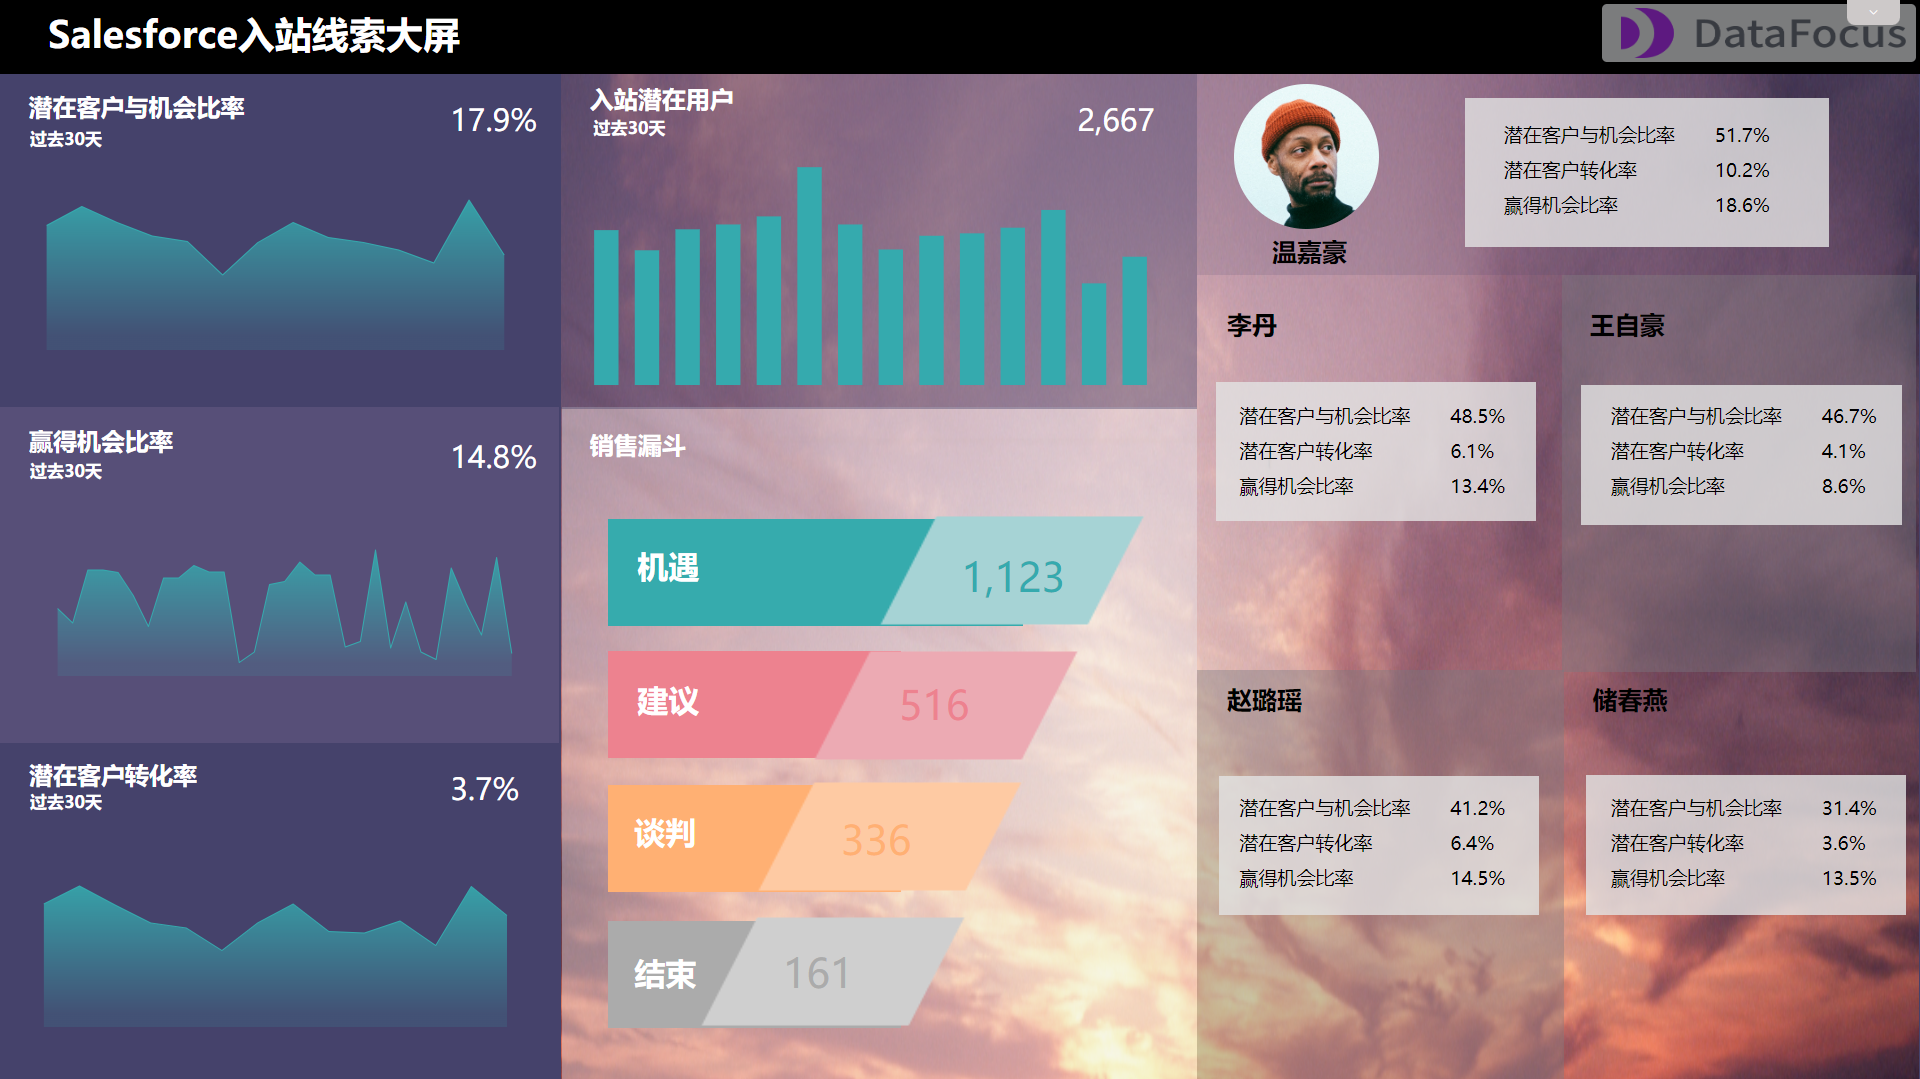 Salesforce入站线索大屏
DataFocus
潜在客户与机会比率
过去30天
17.9%
赢得机会比率
过去30天
14.8%
潜在客户转化率
过去30天
3.7%
入站潜在用户
过去30天
2,667
销售漏斗
机遇
1,123
建议
516
谈判
336
结束
161
温嘉豪
潜在客户与机会比率 51.7%
潜在客户转化率 10.2%
赢得机会比率 18.6%
李丹
潜在客户与机会比率 48.5%
潜在客户转化率 6.1%
赢得机会比率 13.4%
王自豪
潜在客户与机会比率 46.7%
潜在客户转化率 4.1%
赢得机会比率 8.6%
赵璐瑶
潜在客户与机会比率 41.2%
潜在客户转化率 6.4%
赢得机会比率 14.5%
储春燕
潜在客户与机会比率 31.4%
潜在客户转化率 3.6%
赢得机会比率 13.5%